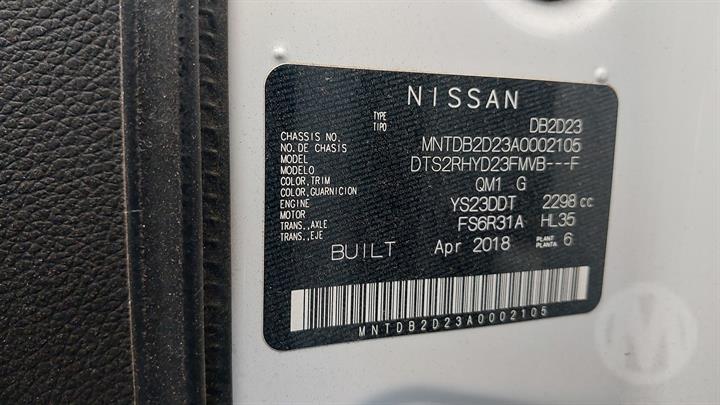 NISSAN
TYPE DB2D23
TIPO
CHASSIS NO. MNTDB2D23A0002105
NO. DE CHASSIS
MODEL DTS2RHYD23FMVB---F
MODELO
COLOR,TRIM QM1 G
COLOR,GUARNICION
ENGINE YS23DDT 2298 cc
MOTOR
TRANS.,AXLE FS6R31A HL35
TRANS.,EJE
BUILT Apr 2018 PLANT 6
PLANTA
MNTDB2D23A0002105
M